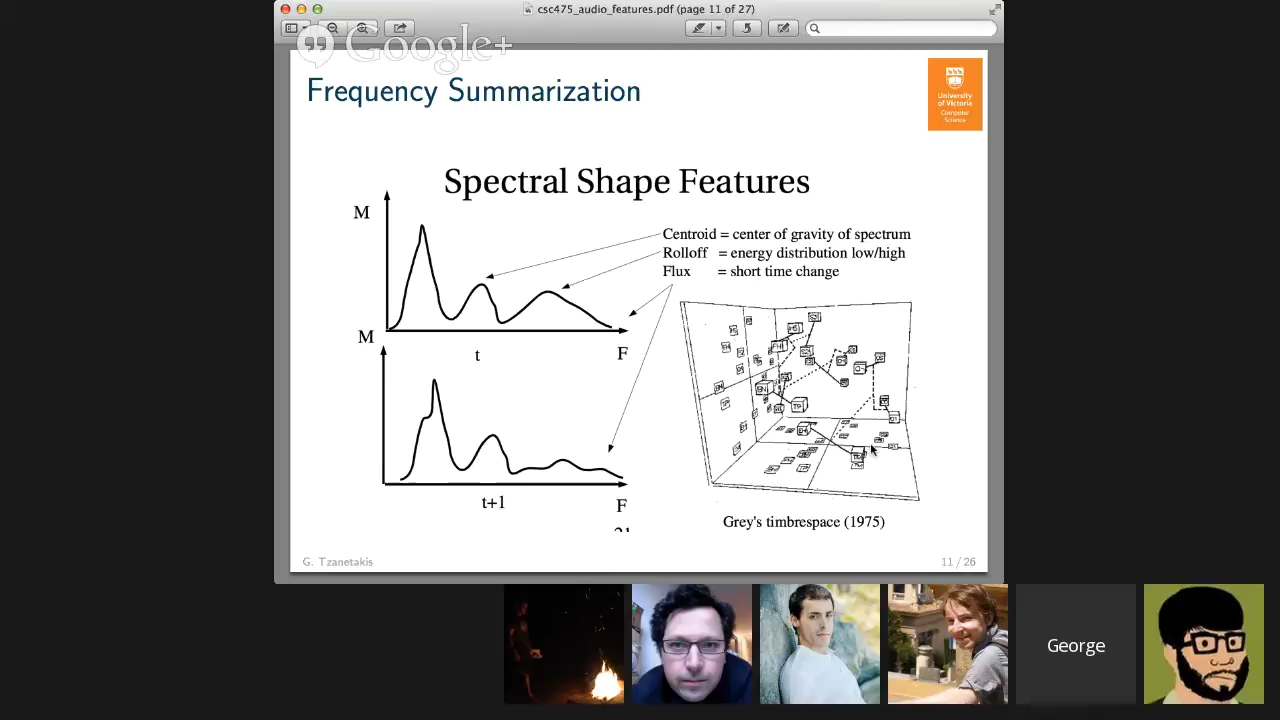 csc475_audio_features.pdf (page 11 of 27)
Google+
Frequency Summarization
University
of Victoria
Computer
Science
Spectral Shape Features
M
Centroid = center of gravity of spectrum
Rolloff = energy distribution low/high
Flux = short time change
M
t
F
t+1
F
Grey's timbrespace (1975)
G. Tzanetakis
11 / 26
George